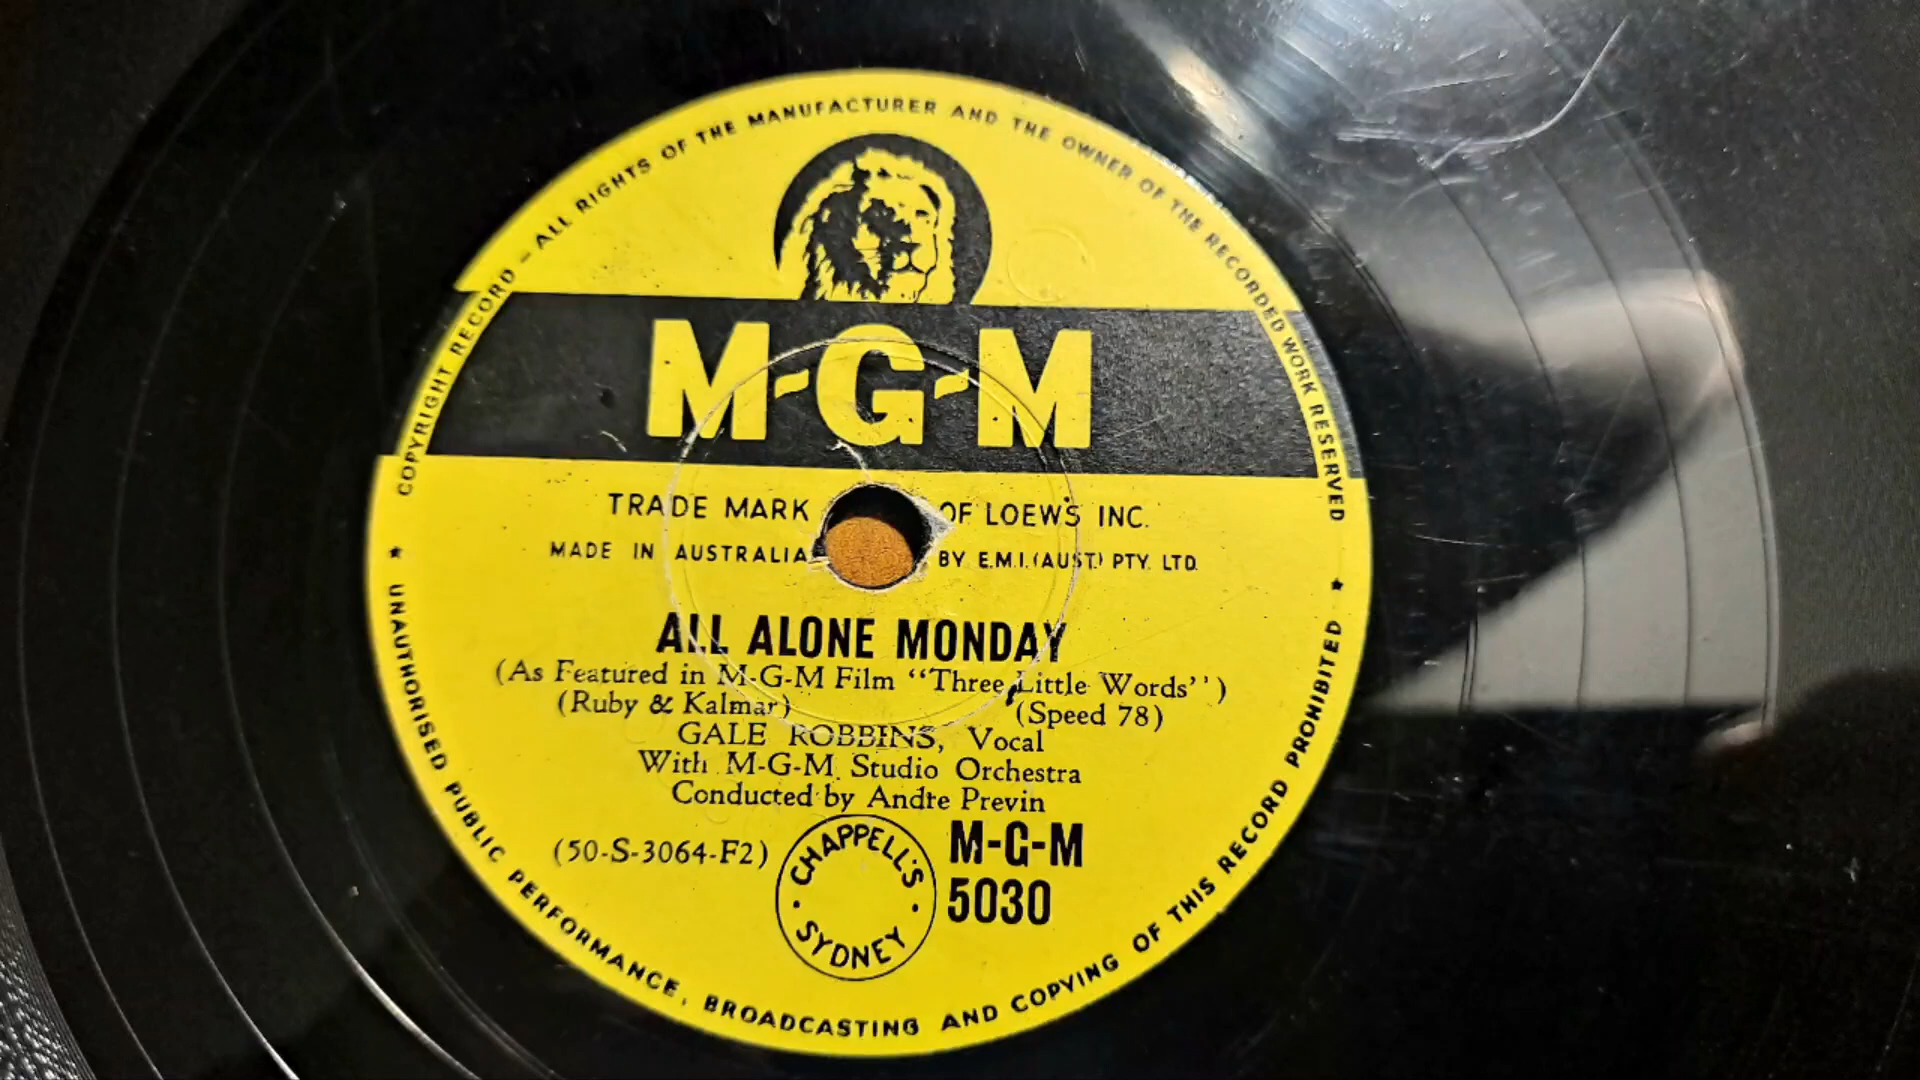 COPYRIGHT RECORD – ALL RIGHTS OF THE MANUFACTURER AND THE OWNER OF THE RECORDED WORK RESERVED
M-G-M
TRADE MARK OF LOEW'S INC.
MADE IN AUSTRALIA BY E.M.I. (AUST.) PTY. LTD.
ALL ALONE MONDAY
(As Featured in M-G-M Film “Three Little Words”)
(Ruby & Kalmar) (Speed 78)
GALE ROBBINS, Vocal
With M-G-M Studio Orchestra
Conducted by Andre Previn
(50-S-3064-F2)
CHAPPELL'S
· SYDNEY ·
M-G-M
5030
★ UNAUTHORISED PUBLIC PERFORMANCE, BROADCASTING AND COPYING OF THIS RECORD PROHIBITED ★